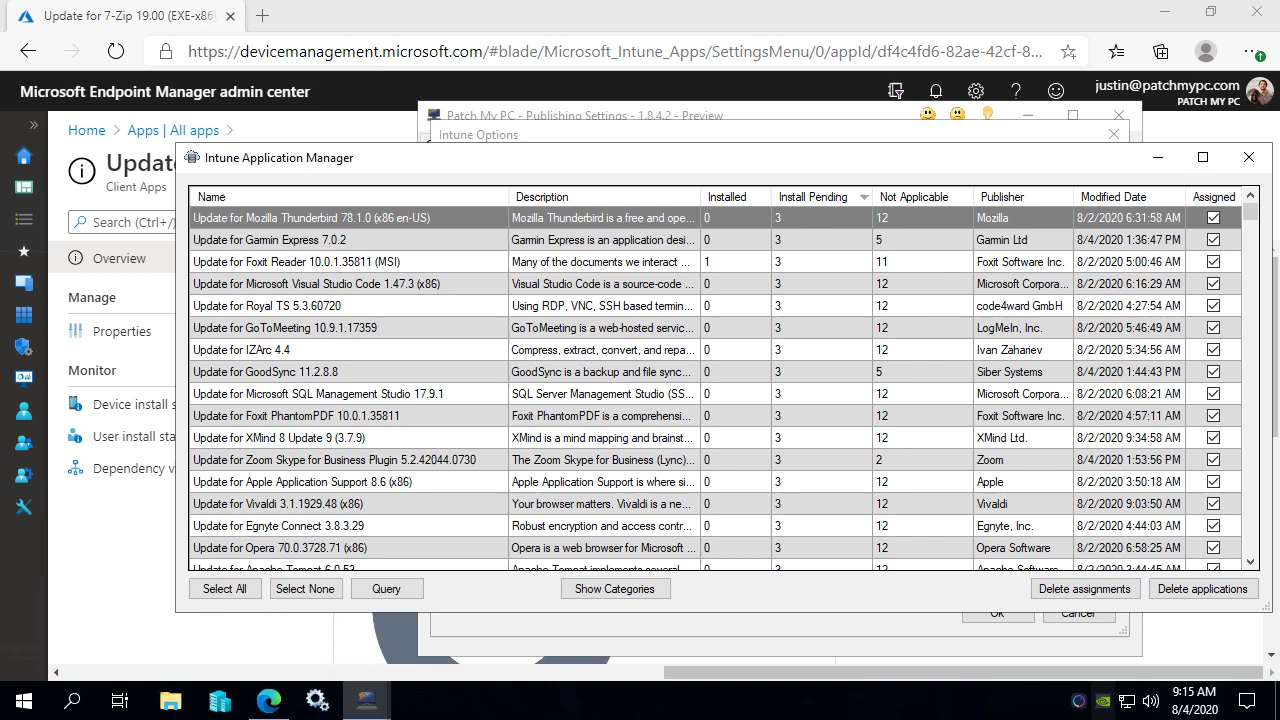 Update for 7-Zip 19.00 (EXE-x86)
https://devicemanagement.microsoft.com/#blade/Microsoft_Intune_Apps/SettingsMenu/0/appId/df4c4fd6-82ae-42cf-8...
Microsoft Endpoint Manager admin center
justin@patchmypc.com
PATCH MY PC
Home > Apps | All apps >
Patch My PC - Publishing Settings - 1.8.4.2 - Preview
Intune Options
Update
Client Apps
Search (Ctrl+/)
Overview
Manage
Properties
Monitor
Device install s
User install sta
Dependency v
Intune Application Manager
Name Description Installed Install Pending Not Applicable Publisher Modified Date Assigned
Update for Mozilla Thunderbird 78.1.0 (x86 en-US) Mozilla Thunderbird is a free and ope... 0 3 12 Mozilla 8/2/2020 6:31:58 AM
Update for Garmin Express 7.0.2 Garmin Express is an application desi... 0 3 5 Garmin Ltd 8/4/2020 1:36:47 PM
Update for Foxit Reader 10.0.1.35811 (MSI) Many of the documents we interact ... 1 3 11 Foxit Software Inc. 8/2/2020 5:00:46 AM
Update for Microsoft Visual Studio Code 1.47.3 (x86) Visual Studio Code is a source-code ... 0 3 12 Microsoft Corpora... 8/2/2020 6:16:29 AM
Update for Royal TS 5.3.60720 Using RDP, VNC, SSH based temin... 0 3 12 code4ward GmbH 8/2/2020 4:27:54 AM
Update for GoToMeeting 10.9.1.17359 GoToMeeting is a web-hosted servic... 0 3 12 LogMeIn, Inc. 8/2/2020 5:46:49 AM
Update for IZArc 4.4 Compress, extract, convert, and repa... 0 3 12 Ivan Zahariev 8/2/2020 5:34:56 AM
Update for GoodSync 11.2.8.8 GoodSync is a backup and file sync... 0 3 5 Siber Systems 8/4/2020 1:44:43 PM
Update for Microsoft SQL Management Studio 17.9.1 SQL Server Management Studio (SS... 0 3 12 Microsoft Corpora... 8/2/2020 6:08:21 AM
Update for Foxit PhantomPDF 10.0.1.35811 Foxit PhantomPDF is a comprehensi... 0 3 12 Foxit Software Inc. 8/2/2020 4:57:11 AM
Update for XMind 8 Update 9 (3.7.9) XMind is a mind mapping and brainst... 0 3 12 XMind Ltd. 8/2/2020 9:34:58 AM
Update for Zoom Skype for Business Plugin 5.2.42044.0730 The Zoom Skype for Business (Lync)... 0 3 2 Zoom 8/4/2020 1:53:56 PM
Update for Apple Application Support 8.6 (x86) Apple Application Support is where si... 0 3 12 Apple 8/2/2020 3:50:18 AM
Update for Vivaldi 3.1.1929.48 (x86) Your browser matters. Vivaldi is a ne... 0 3 12 Vivaldi 8/2/2020 9:03:50 AM
Update for Egnyte Connect 3.8.3.29 Robust encryption and access contr... 0 3 12 Egnyte, Inc. 8/2/2020 4:44:03 AM
Update for Opera 70.0.3728.71 (x86) Opera is a web browser for Microsoft ... 0 3 12 Opera Software 8/2/2020 6:58:25 AM
Update for Apache Tomcat 6.0.53 Apache Tomcat implements several 0 3 12 Apache Software 8/2/2020 3:44:45 AM
Select All Select None Query Show Categories Delete assignments Delete applications
OK Cancel
9:15 AM
8/4/2020